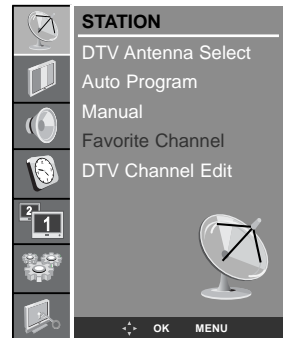 STATION
DTV Antenna Select
Auto Program
Manual
Favorite Channel
DTV Channel Edit
2
1
OK MENU